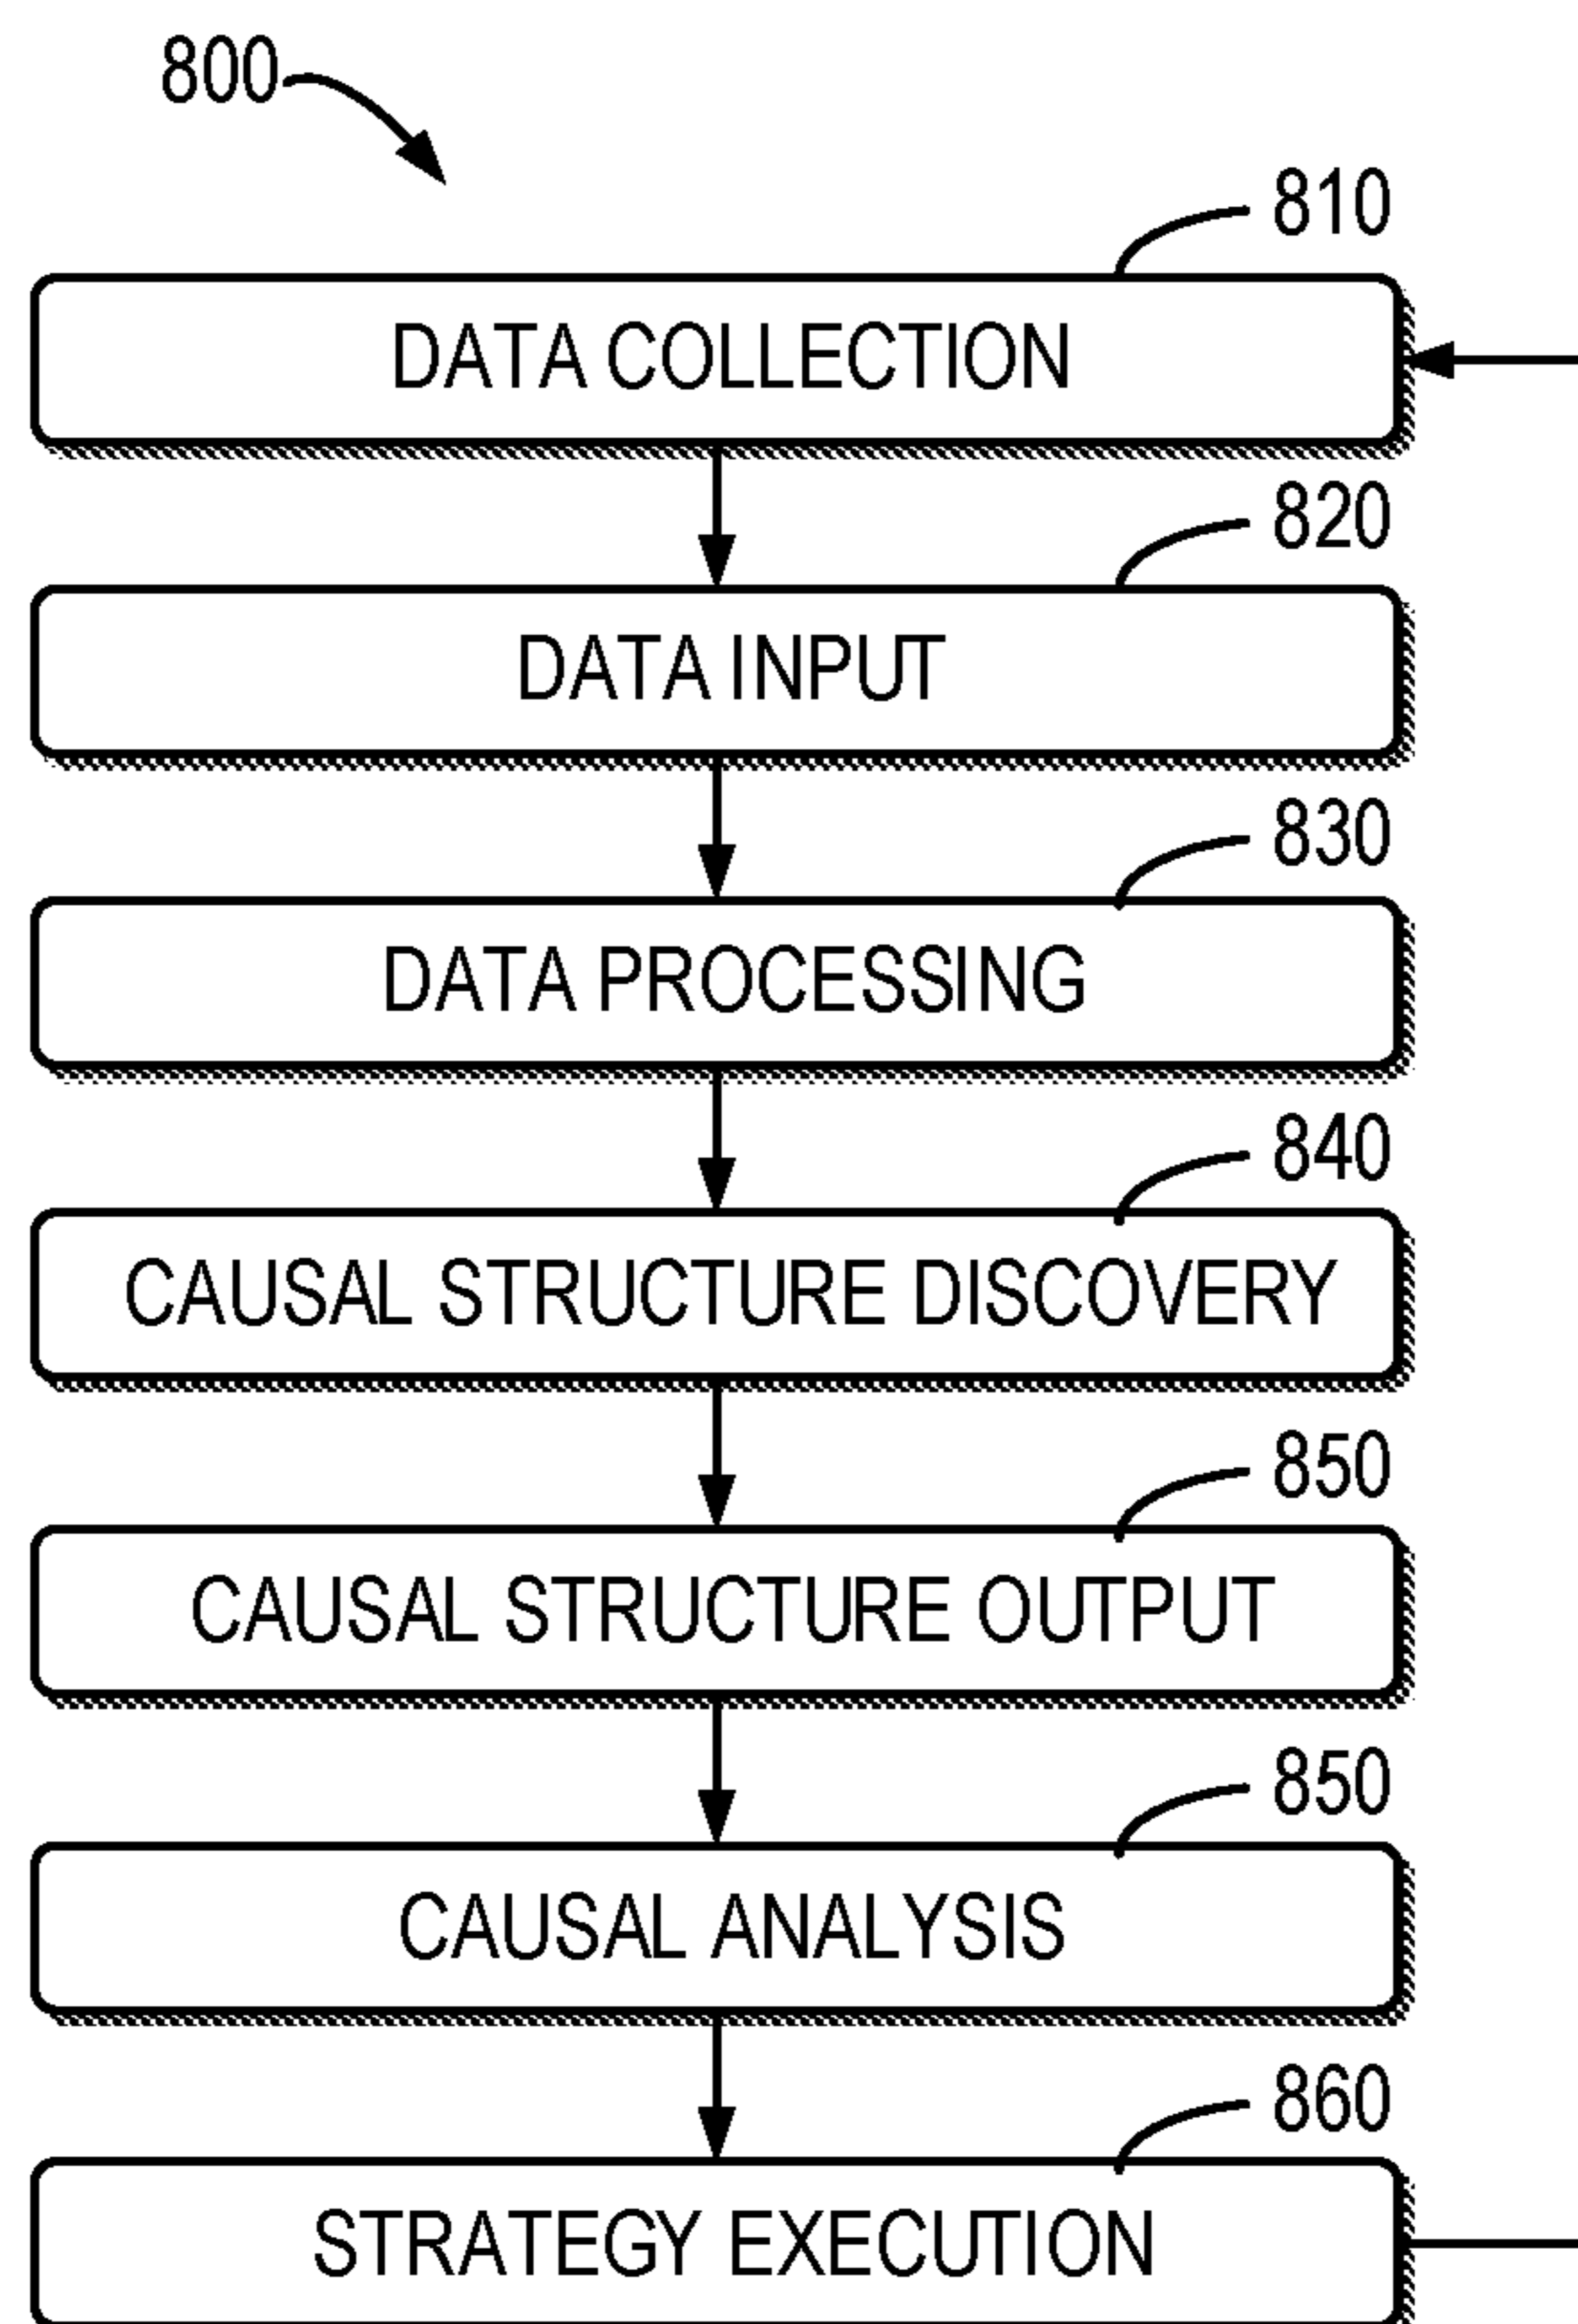 800
810
DATA COLLECTION
820
DATA INPUT
830
DATA PROCESSING
840
CAUSAL STRUCTURE DISCOVERY
850
CAUSAL STRUCTURE OUTPUT
850
CAUSAL ANALYSIS
860
STRATEGY EXECUTION